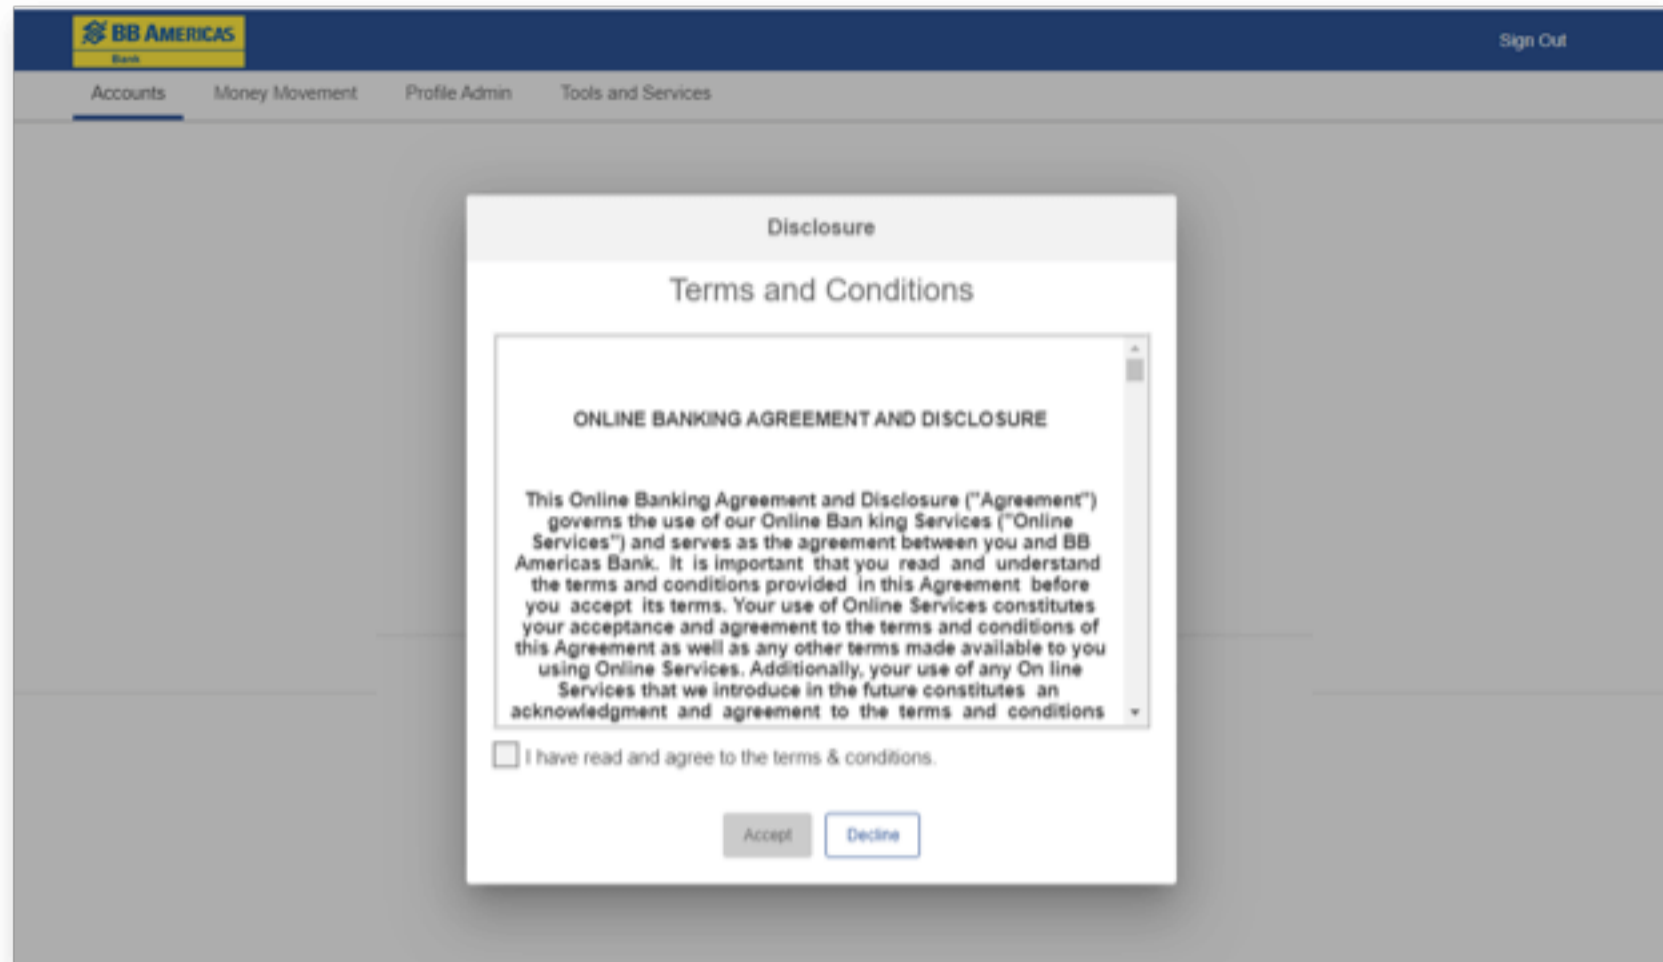 BB AMERICAS
Bank
Sign Out
Accounts Money Movement Profile Admin Tools and Services
Disclosure
Terms and Conditions
ONLINE BANKING AGREEMENT AND DISCLOSURE
This Online Banking Agreement and Disclosure ("Agreement")
governs the use of our Online Ban king Services ("Online
Services") and serves as the agreement between you and BB
Americas Bank. It is important that you read and understand
the terms and conditions provided in this Agreement before
you accept its terms. Your use of Online Services constitutes
your acceptance and agreement to the terms and conditions of
this Agreement as well as any other terms made available to you
using Online Services. Additionally, your use of any On line
Services that we introduce in the future constitutes an
acknowledgment and agreement to the terms and conditions
I have read and agree to the terms & conditions.
Accept Decline